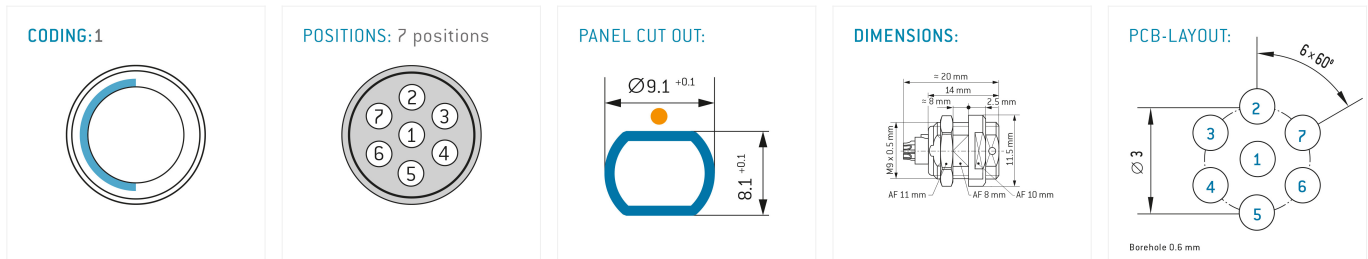 CODING:1
2
7
3
1
6
4
5
POSITIONS: 7 positions
PANEL CUT OUT:
Ø9.1 +0.1
8.1 +0.1
DIMENSIONS:
≈ 20 mm
14 mm
≈ 8 mm
2.5 mm
M9 x 0.5 mm
11.5 mm
AF 11 mm
AF 8 mm
AF 10 mm
PCB-LAYOUT:
6x60º
2
3
7
1
4
6
5
Ø 3
Borehole 0.6 mm